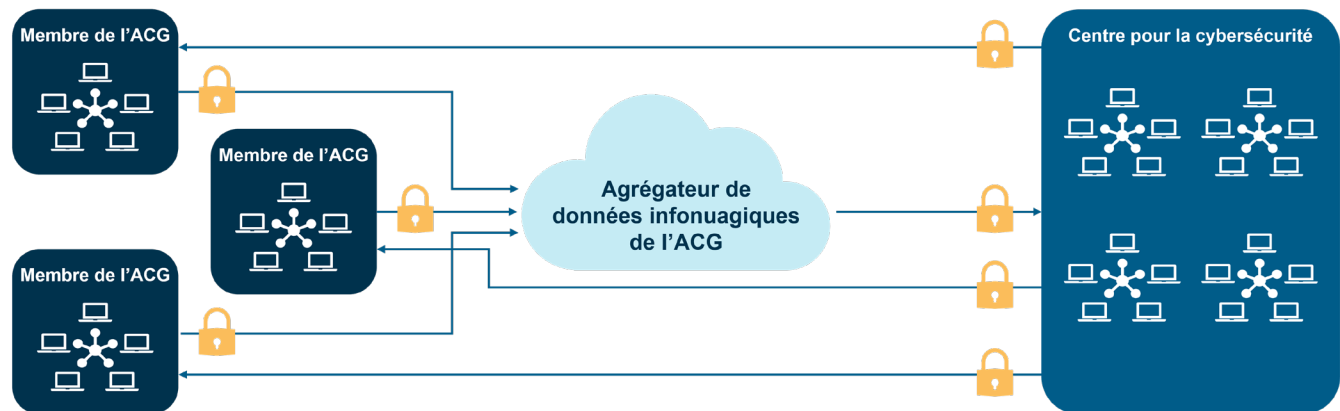 Membre de l’ACG
Centre pour la cybersécurité
Membre de l’ACG
Agrégateur de
données infonuagiques
de l’ACG
Membre de l’ACG